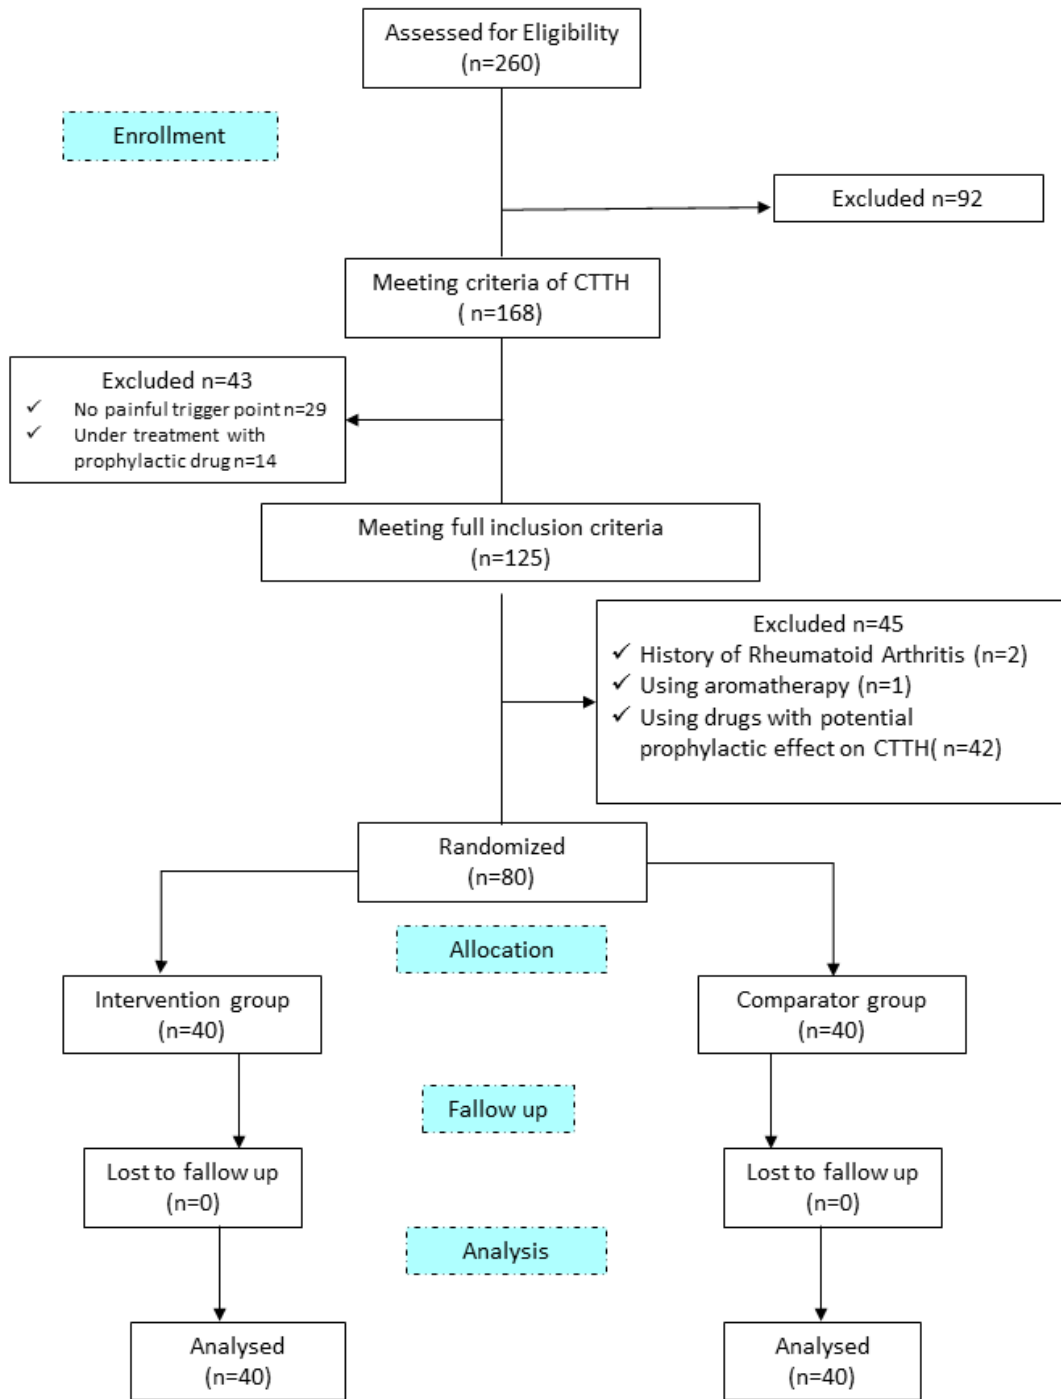 Assessed for Eligibility
(n=260)
Enrollment
Excluded n=92
Meeting criteria of CTTH
( n=168)
Excluded n=43
✓ No painful trigger point n=29
✓ Under treatment with
prophylactic drug n=14
Meeting full inclusion criteria
(n=125)
Excluded n=45
✓ History of Rheumatoid Arthritis (n=2)
✓ Using aromatherapy (n=1)
✓ Using drugs with potential
prophylactic effect on CTTH( n=42)
Randomized
(n=80)
Allocation
Intervention group
(n=40)
Comparator group
(n=40)
Fallow up
Lost to fallow up
(n=0)
Lost to fallow up
(n=0)
Analysis
Analysed
(n=40)
Analysed
(n=40)